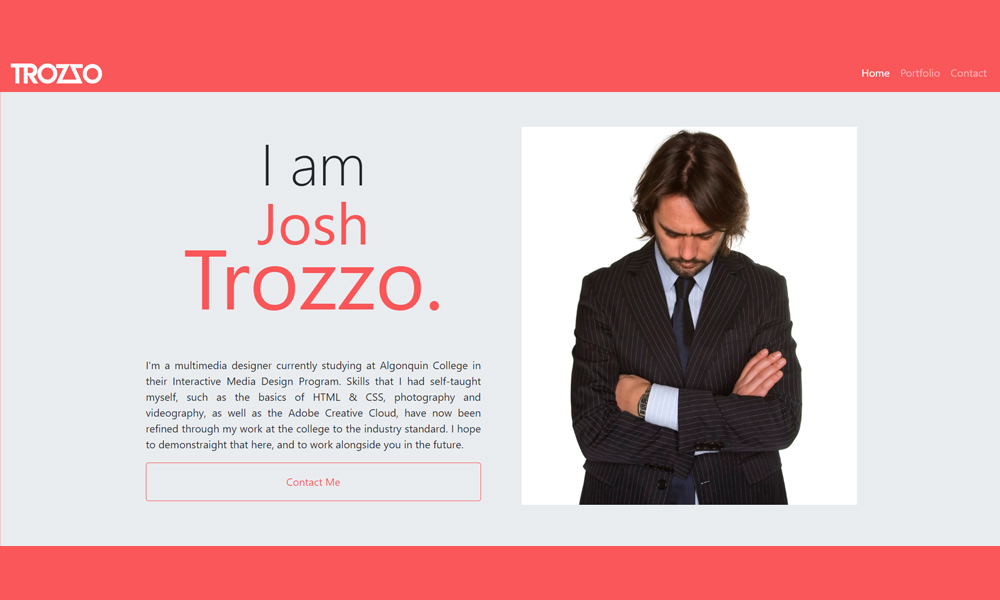 TROZZO
Home Portfolio Contact
I am
Josh
Trozzo.
I'm a multimedia designer currently studying at Algonquin College in
their Interactive Media Design Program. Skills that I had self-taught
myself, such as the basics of HTML & CSS, photography and
videography, as well as the Adobe Creative Cloud, have now been
refined through my work at the college to the industry standard. I hope
to demonstraight that here, and to work alongside you in the future.
Contact Me